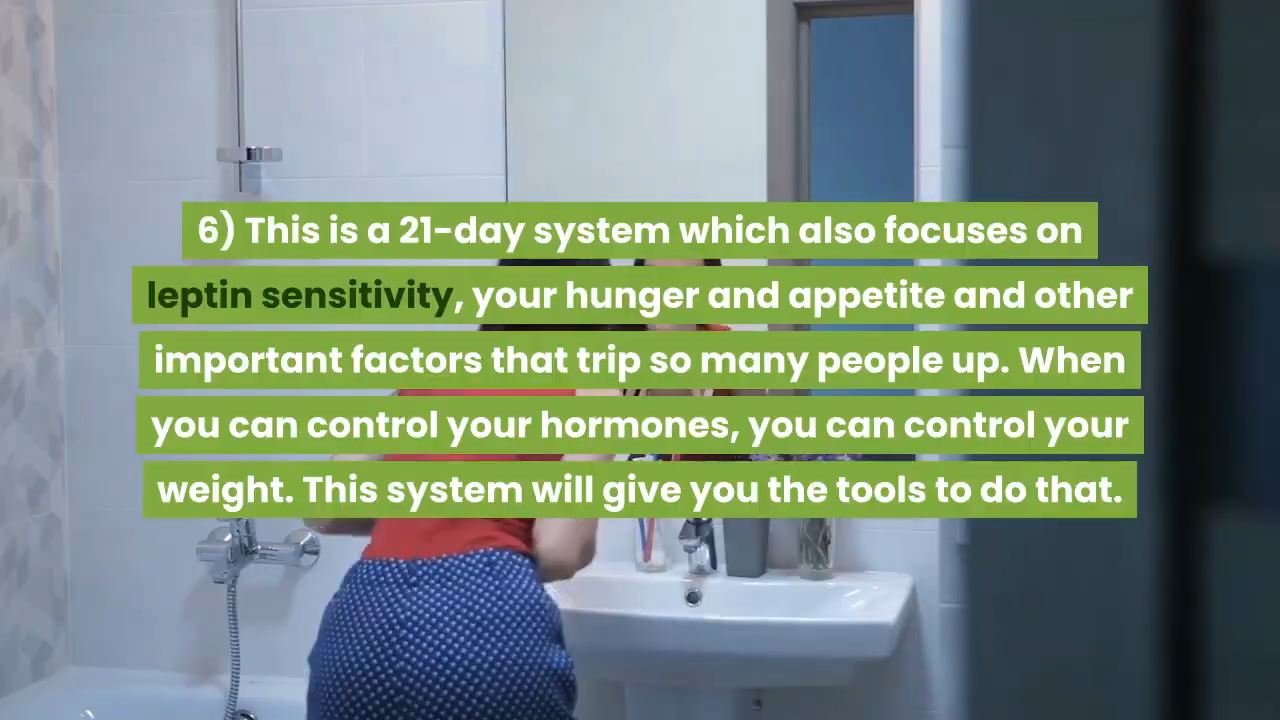 6) This is a 21-day system which also focuses on
leptin sensitivity, your hunger and appetite and other
important factors that trip so many people up. When
you can control your hormones, you can control your
weight. This system will give you the tools to do that.